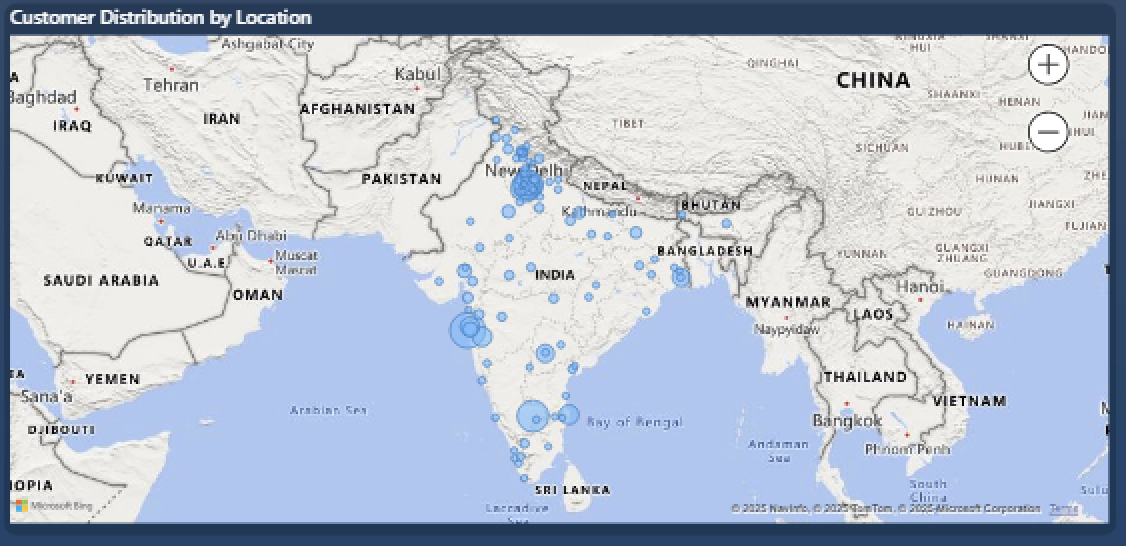 Customer Distribution by Location
Ashgabat City
QINGHAI
HUI
Tehran
Kabul
CHINA
SHAANXI
HENAN
Baghdad
IRAQ
IRAN
AFGHANISTAN
TIBET
SICHUAN
HUNAN
KUWAIT
PAKISTAN
New Delhi
NEPAL
BHUTAN
Manama
Kathmandu
GUIZHOU
JIANGXI
FUJIAN
QATAR
Abu Dhabi
BANGLADESH
YUNNAN
GUANGXI
ZHUANG
U.A.E.
Muscat
Masrat
SAUDI ARABIA
INDIA
GUANGDONG
OMAN
MYANMAR
Hanoi
LAOS
Naypyidaw
HAINAN
YEMEN
THAILAND
Sana'a
Arabian Sea
Bay of Bengal
VIETNAM
DJIBOUTI
Bangkok
Andaman
Sea
Phnom Penh
SRI LANKA
South
China
Microsoft Bing
Laccadive
Sea
© 2025 NavInfo, © 2025 TomTom, © 2025 Microsoft Corporation Terms